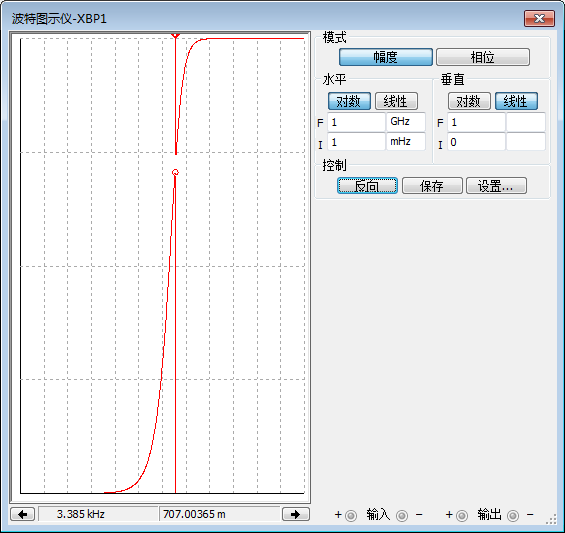 波特图示仪-XBP1
模式
幅度 相位
水平 垂直
对数 线性 对数 线性
F 1 GHz F 1
I 1 mHz I 0
控制
反向 保存 设置...
3.385 kHz 707.00365 m
+ 输入 - + 输出 -